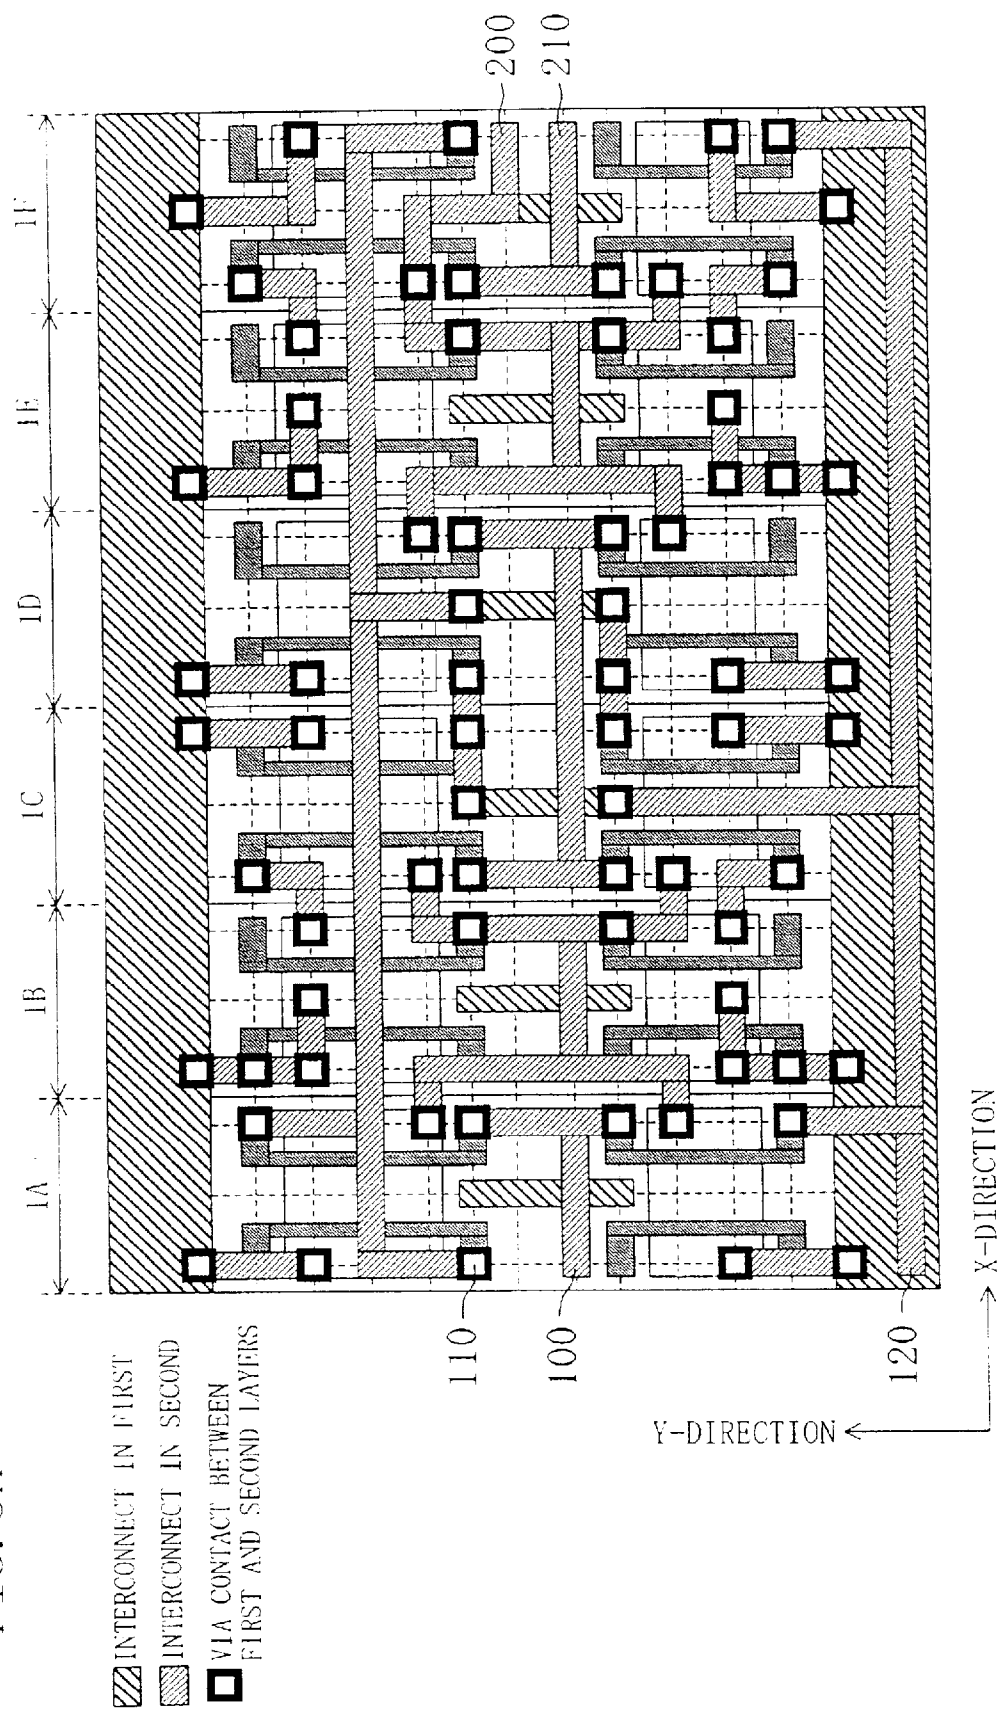 1A
1B
1C
1D
1E
1F
200
210
110
100
120
Y-DIRECTION
X-DIRECTION
INTERCONNECT IN FIRST
INTERCONNECT IN SECOND
VIA CONTACT BETWEEN
FIRST AND SECOND LAYERS